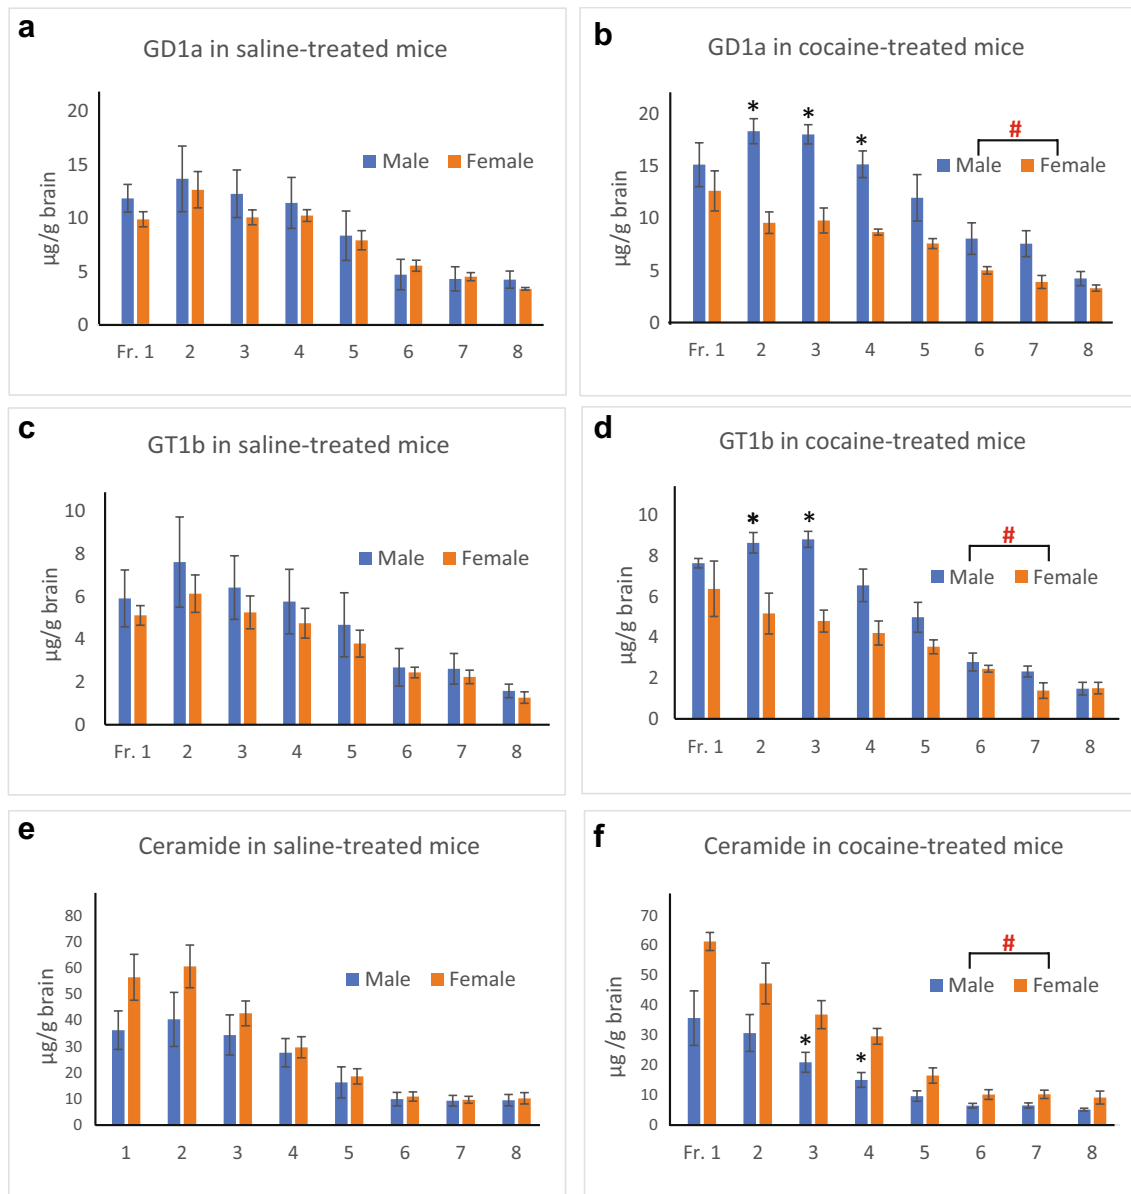 a
GD1a in saline-treated mice
µg/g brain
20
15
10
5
0
Male Female
Fr. 1 2 3 4 5 6 7 8
b
GD1a in cocaine-treated mice
µg/g brain
20
15
10
5
0
* * *
#
Male Female
Fr. 1 2 3 4 5 6 7 8
c
GT1b in saline-treated mice
µg/g brain
10
8
6
4
2
0
Male Female
Fr. 1 2 3 4 5 6 7 8
d
GT1b in cocaine-treated mice
µg/g brain
10
8
6
4
2
0
* *
#
Male Female
Fr. 1 2 3 4 5 6 7 8
e
Ceramide in saline-treated mice
µg/g brain
80
70
60
50
40
30
20
10
0
Male Female
1 2 3 4 5 6 7 8
f
Ceramide in cocaine-treated mice
µg /g brain
70
60
50
40
30
20
10
0
* *
#
Male Female
Fr. 1 2 3 4 5 6 7 8